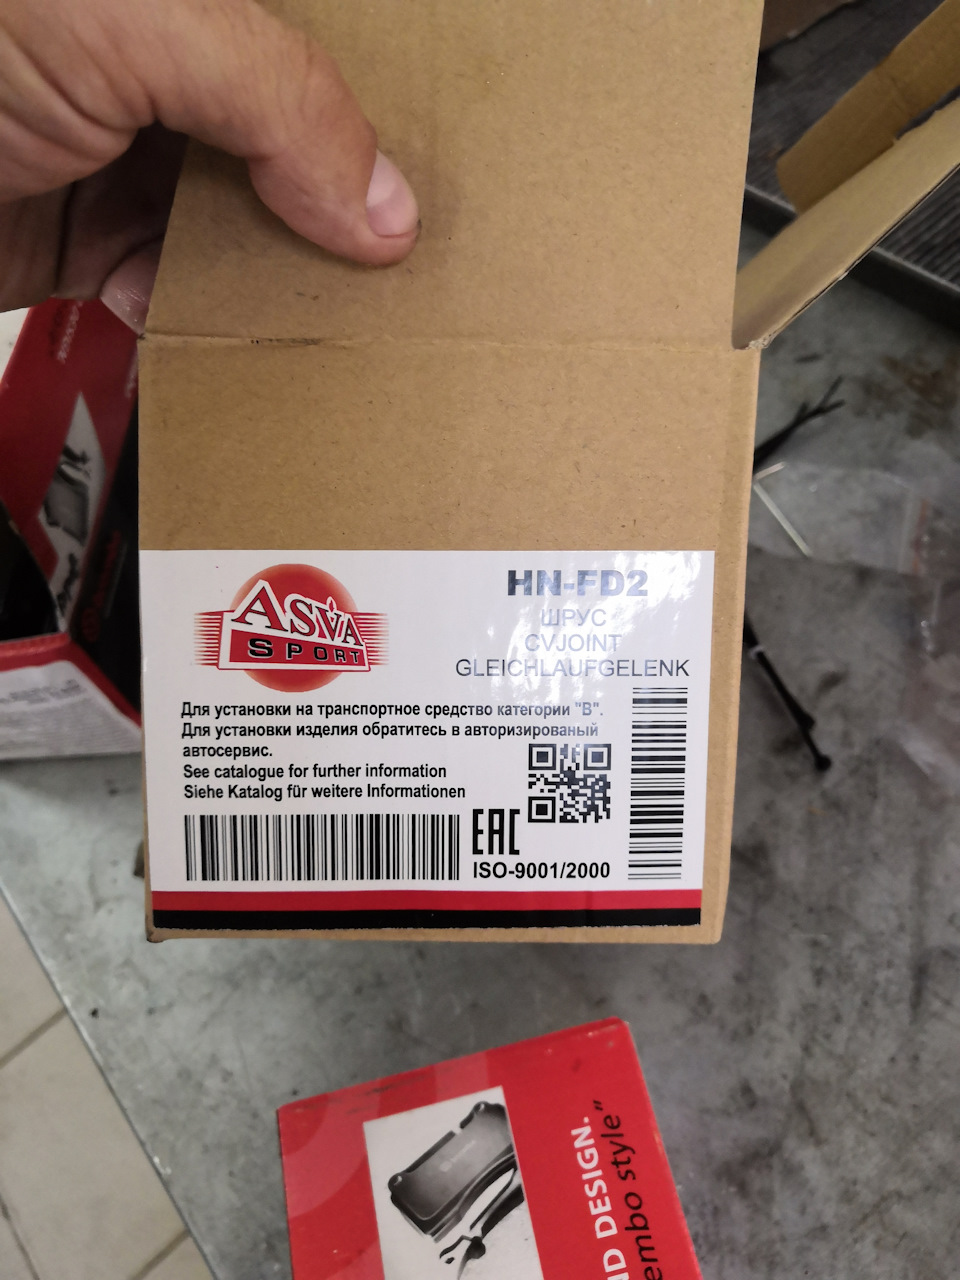 ASVA
SPORT
HN-FD2
ШРУС
CVJOINT
GLEICHLAUFGELENK
Для установки на транспортное средство категории "В".
Для установки изделия обратитесь в авторизированый
автосервис.
See catalogue for further information
Siehe Katalog für weitere Informationen
EAC
ISO-9001/2000
ND DESIGN.
embo style"